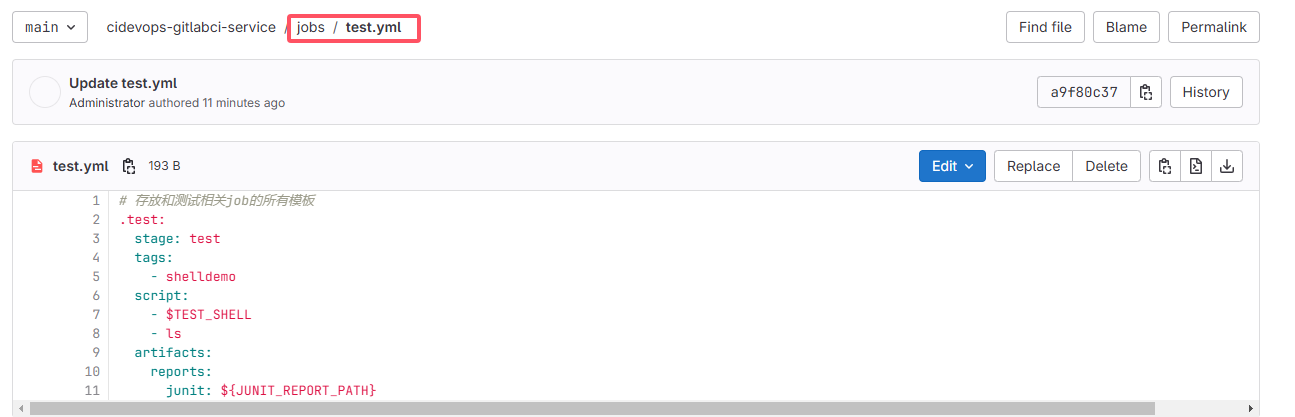 main cidevops-gitlabci-service / jobs / test.yml Find file Blame Permalink
Update test.yml
Administrator authored 11 minutes ago
a9f80c37 History
test.yml 193 B Edit Replace Delete
1 # 存放和测试相关job的所有模板
2 .test:
3 stage: test
4 tags:
5 - shelldemo
6 script:
7 - $TEST_SHELL
8 - ls
9 artifacts:
10 reports:
11 junit: ${JUNIT_REPORT_PATH}